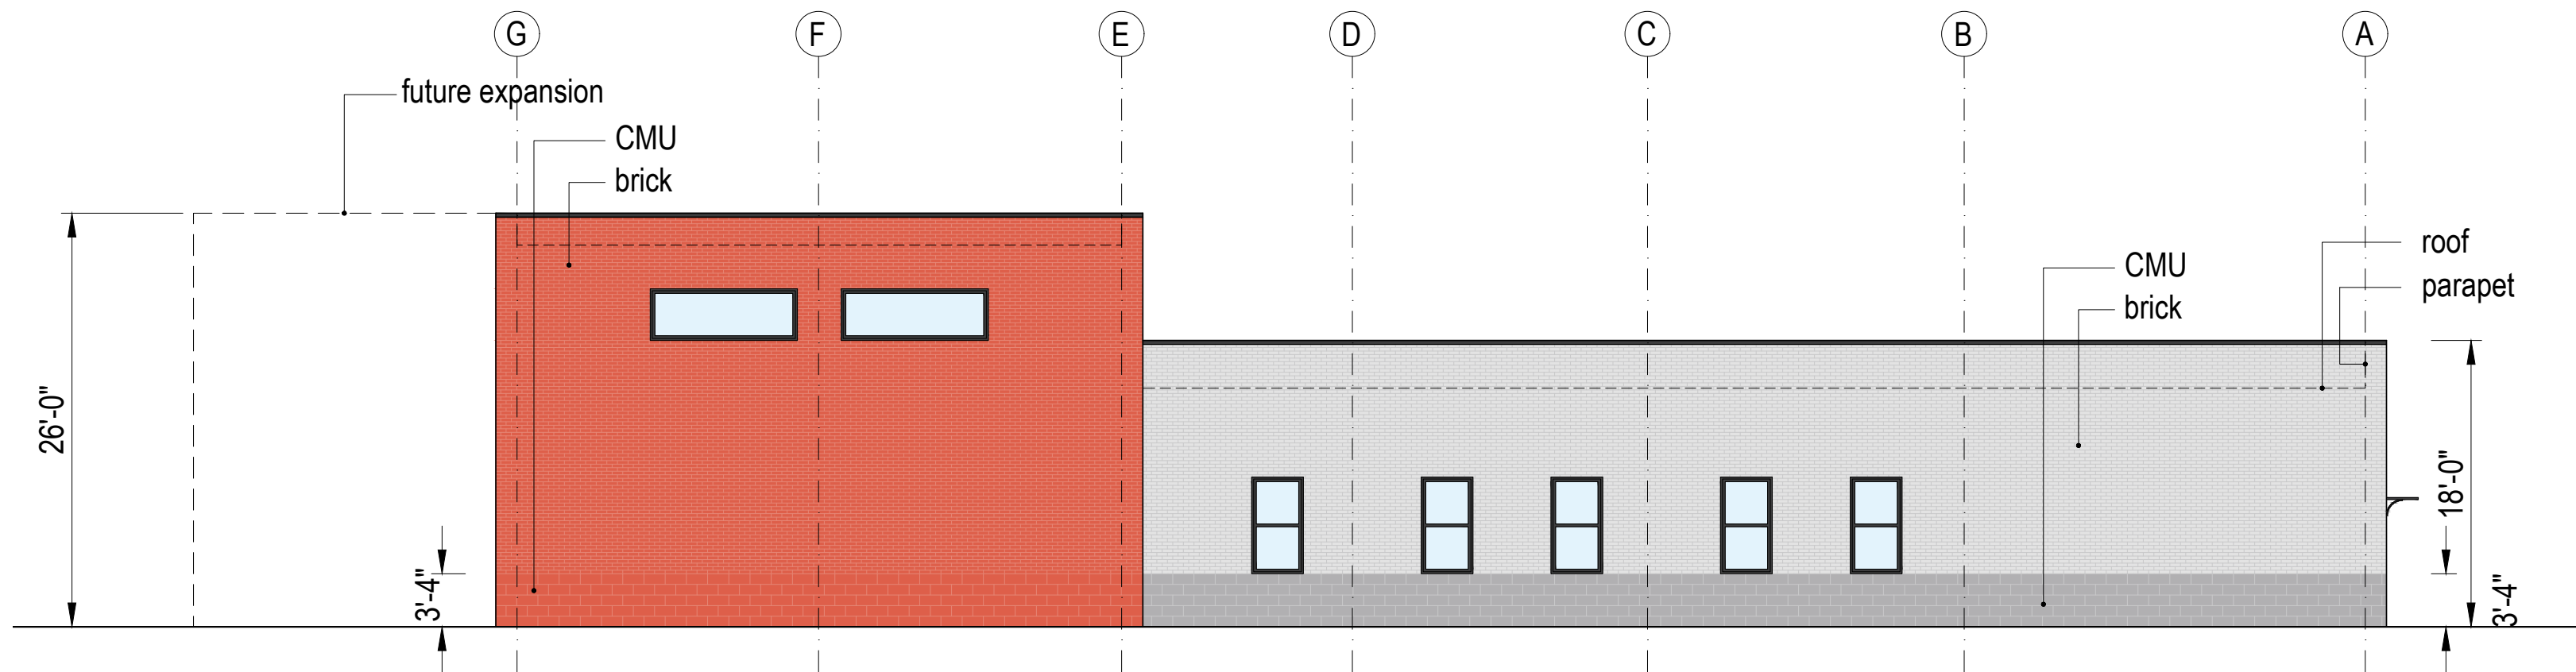 G F E D C B A
future expansion
CMU
brick
roof
CMU
parapet
brick
26'-0"
18'-0"
3'-4"
3'-4"